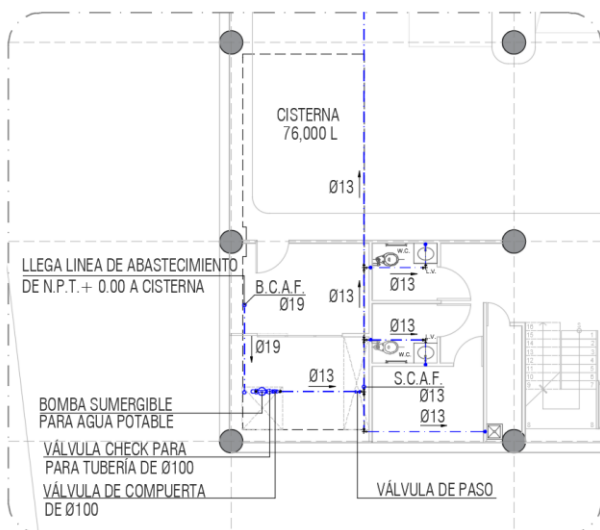 CISTERNA
76,000 L
Ø13
LLEGA LINEA DE ABASTECIMIENTO
DE N.P.T.+ 0.00 A CISTERNA
B.C.A.F.
Ø19
Ø13
W.C.
L.V.
Ø13
Ø19
Ø13
L.V.
W.C.
Ø13
S.C.A.F.
Ø13
Ø13
BOMBA SUMERGIBLE
PARA AGUA POTABLE
VÁLVULA CHECK PARA
PARA TUBERÍA DE Ø100
VÁLVULA DE COMPUERTA
DE Ø100
VÁLVULA DE PASO